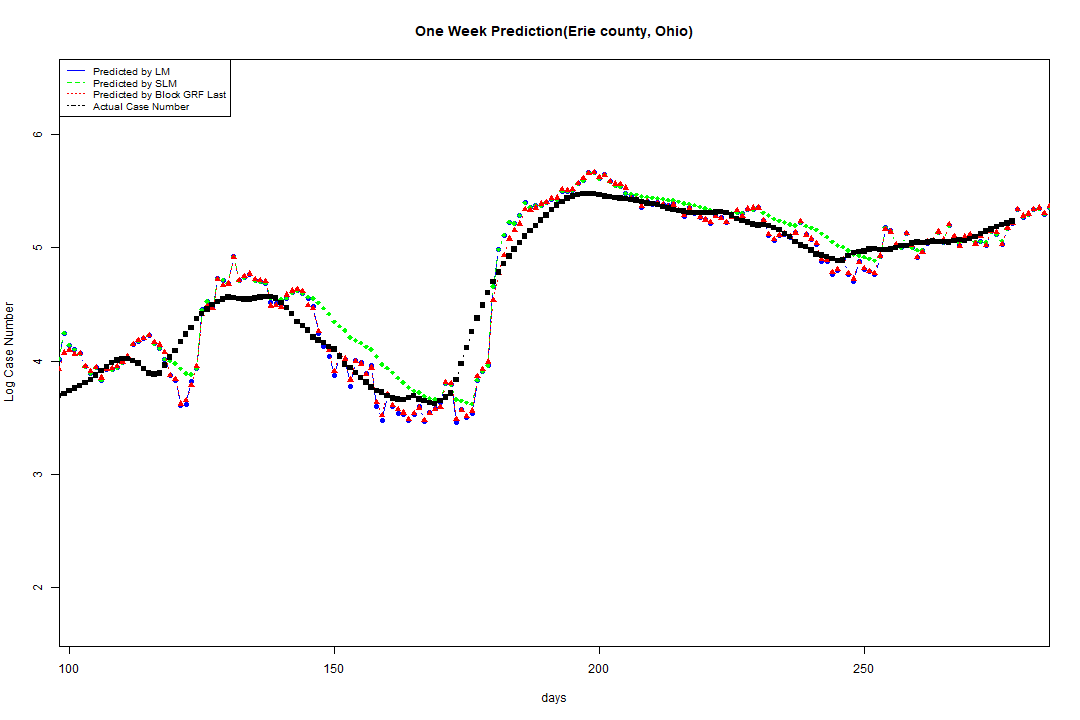 One Week Prediction(Erie county, Ohio)
Predicted by LM
Predicted by SLM
Predicted by Block GRF Last
Actual Case Number
6
5
4
3
2
Log Case Number
100 150 200 250
days